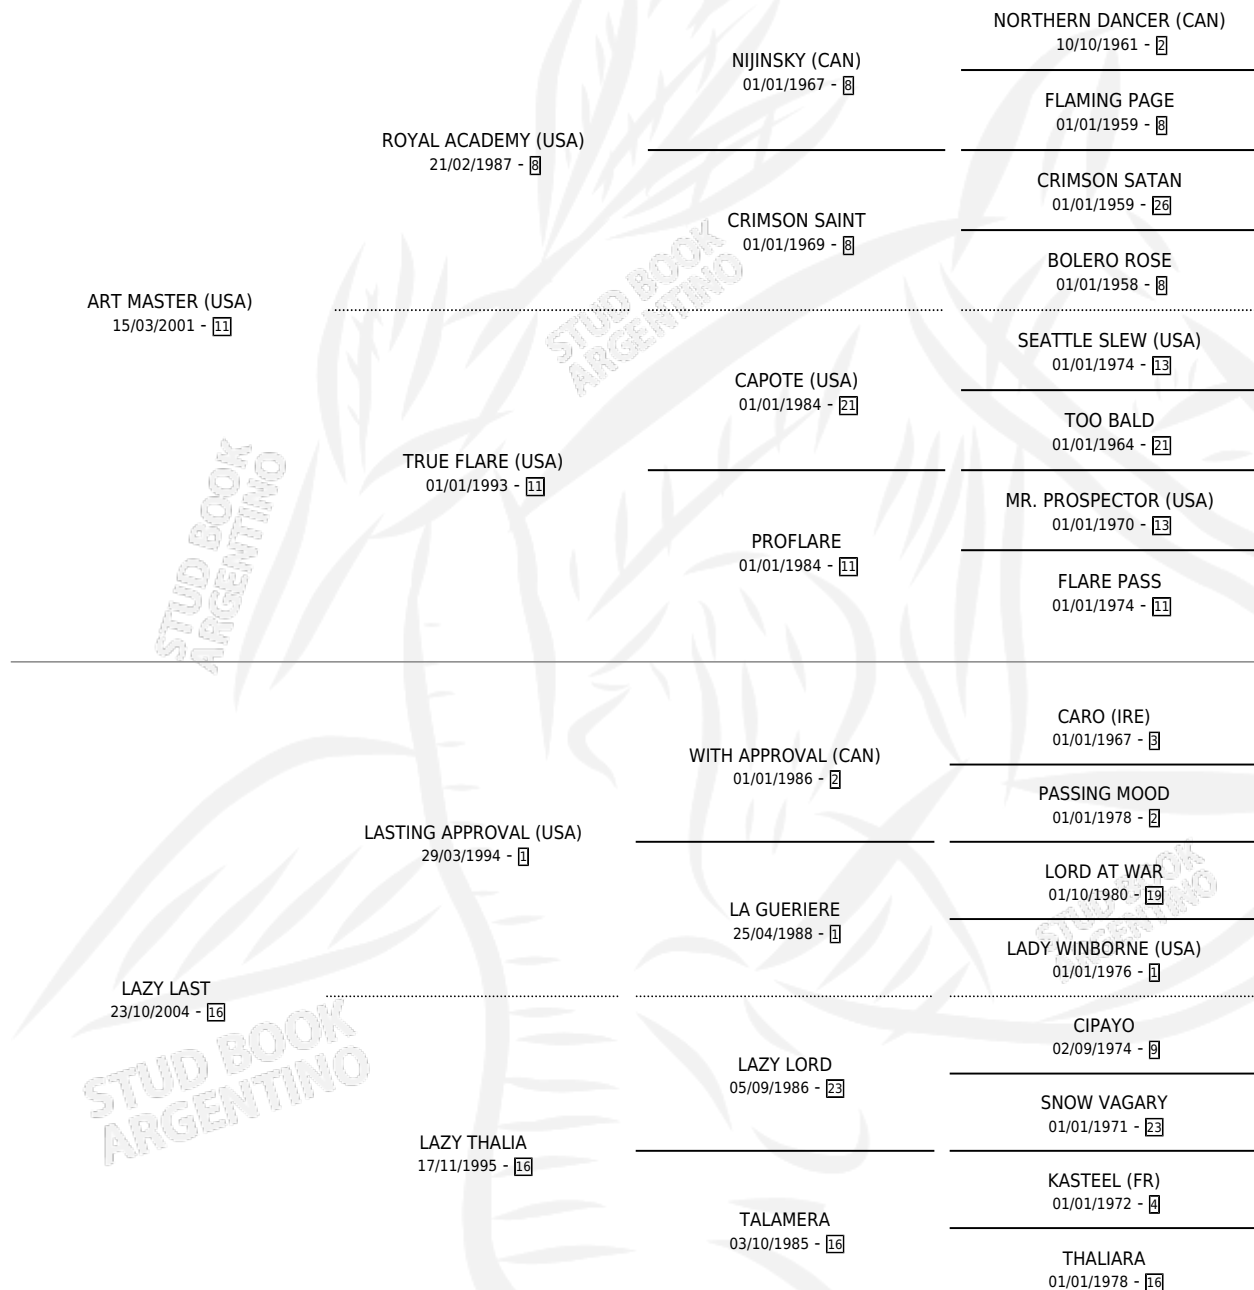 NORTHERN DANCER (CAN)
10/10/1961 - 2
NIJINSKY (CAN)
01/01/1967 - 8
FLAMING PAGE
01/01/1959 - 8
ROYAL ACADEMY (USA)
21/02/1987 - 8
CRIMSON SATAN
01/01/1959 - 26
CRIMSON SAINT
01/01/1969 - 8
BOLERO ROSE
01/01/1958 - 8
ART MASTER (USA)
15/03/2001 - 11
SEATTLE SLEW (USA)
01/01/1974 - 13
CAPOTE (USA)
01/01/1984 - 21
TOO BALD
01/01/1964 - 21
TRUE FLARE (USA)
01/01/1993 - 11
MR. PROSPECTOR (USA)
01/01/1970 - 13
PROFLARE
01/01/1984 - 11
FLARE PASS
01/01/1974 - 11
CARO (IRE)
01/01/1967 - 3
WITH APPROVAL (CAN)
01/01/1986 - 2
PASSING MOOD
01/01/1978 - 2
LASTING APPROVAL (USA)
29/03/1994 - 1
LORD AT WAR
01/10/1980 - 19
LA GUERIERE
25/04/1988 - 1
LADY WINBORNE (USA)
01/01/1976 - 1
LAZY LAST
23/10/2004 - 16
CIPAYO
02/09/1974 - 9
LAZY LORD
05/09/1986 - 23
SNOW VAGARY
01/01/1971 - 23
LAZY THALIA
17/11/1995 - 16
KASTEEL (FR)
01/01/1972 - 4
TALAMERA
03/10/1985 - 16
THALIARA
01/01/1978 - 16
STUD BOOK
ARGENTINO
STUD BOOK
ARGENTINO
STUD BOOK
ARGENTINO
STUD BOOK
ARGENTINO